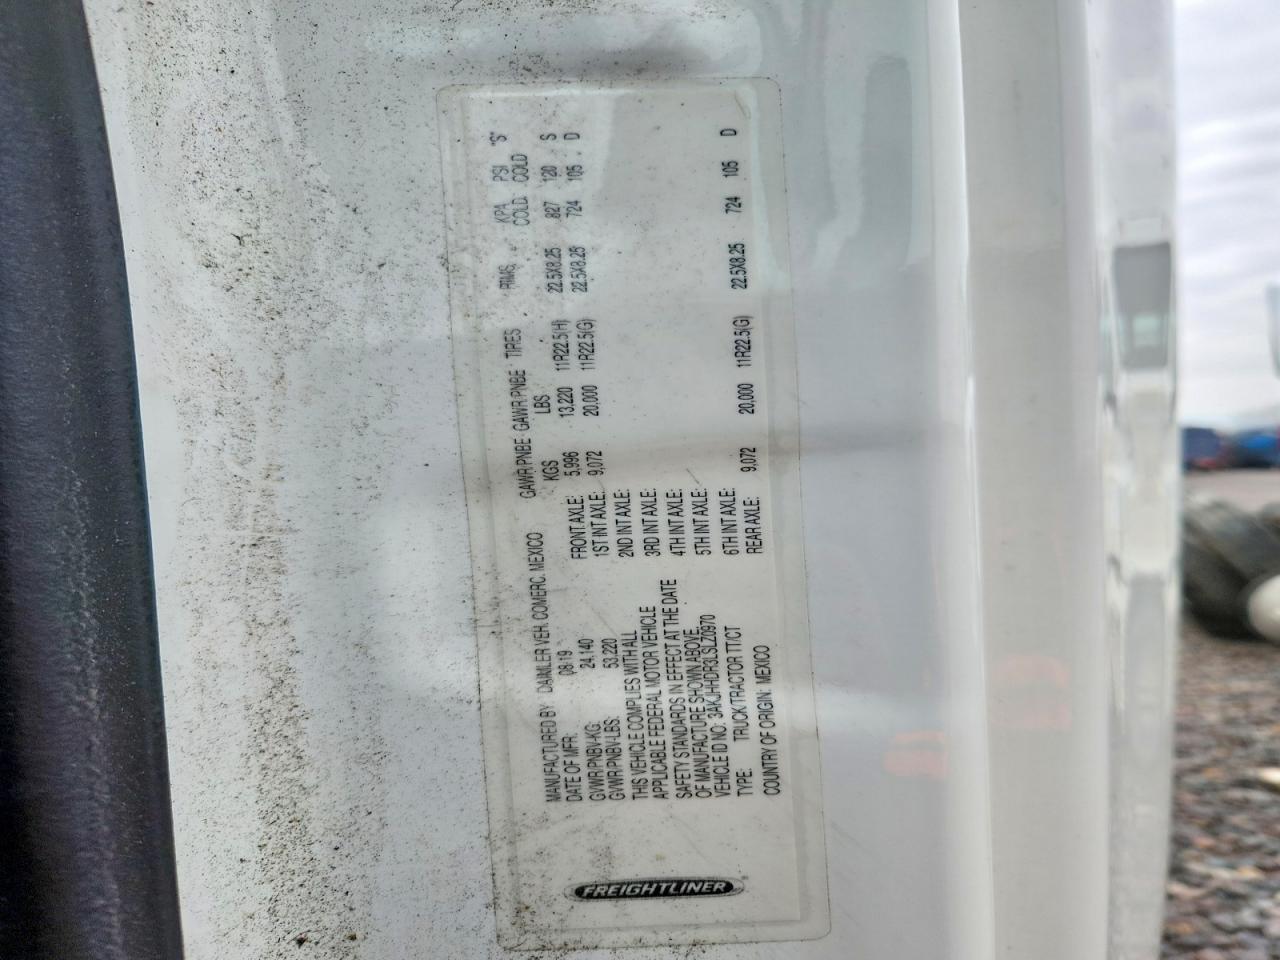 FREIGHTLINER
MANUFACTURED BY DAIMLER VEH. COMERC. MEXICO
DATE OF MFR: 08-19
GVWR/PNBV-KG: 24,140
GVWR/PNBV-LBS: 53,220
THIS VEHICLE COMPLIES WITH ALL
APPLICABLE FEDERAL MOTOR VEHICLE
SAFETY STANDARDS IN EFFECT AT THE DATE
OF MANUFACTURE SHOWN ABOVE.
VEHICLE ID NO: 3AKJHHDR3LSLZ0970
TYPE: TRUCK TRACTOR TT/CT
COUNTRY OF ORIGIN: MEXICO
GAWR/PNBE GAWR/PNBE TIRES RIMS KPA PSI "S"
KGS LBS COLD COLD
FRONT AXLE: 5,996 13,220 11R22.5(H) 22.5X8.25 827 120 S
1ST INT AXLE: 9,072 20,000 11R22.5(G) 22.5X8.25 724 105 D
2ND INT AXLE:
3RD INT AXLE:
4TH INT AXLE:
5TH INT AXLE:
6TH INT AXLE:
REAR AXLE: 9,072 20,000 11R22.5(G) 22.5X8.25 724 105 D